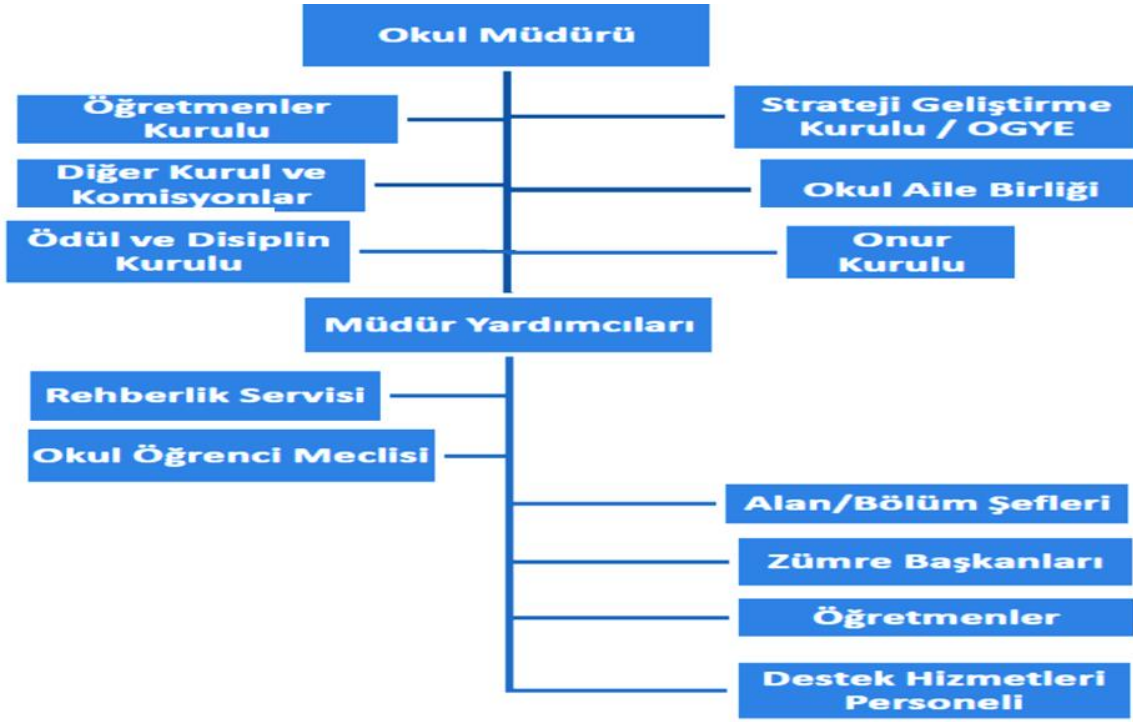 Okul Müdürü
Öğretmenler
Kurulu
Strateji Geliştirme
Kurulu / OGYE
Diğer Kurul ve
Komisyonlar
Okul Aile Birliği
Ödül ve Disiplin
Kurulu
Onur
Kurulu
Müdür Yardımcıları
Rehberlik Servisi
Okul Öğrenci Meclisi
Alan/Bölüm Şefleri
Zümre Başkanları
Öğretmenler
Destek Hizmetleri
Personeli